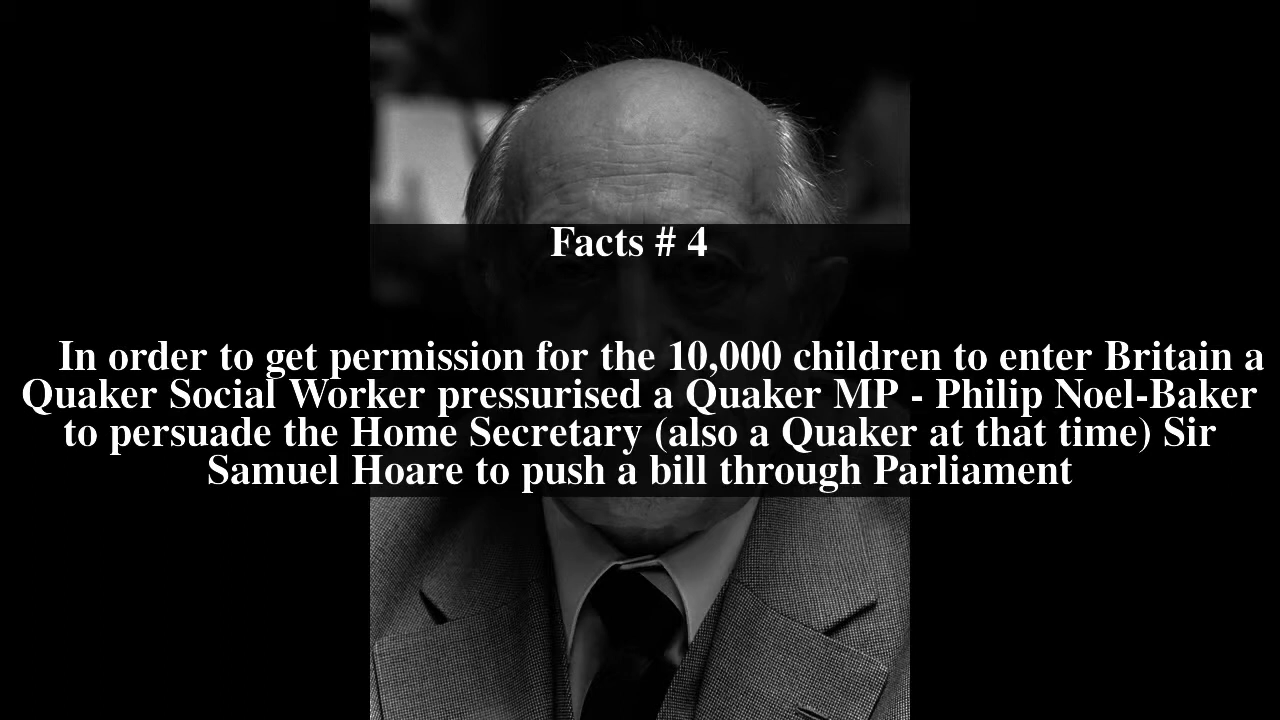 Facts # 4
In order to get permission for the 10,000 children to enter Britain a
Quaker Social Worker pressurised a Quaker MP - Philip Noel-Baker
to persuade the Home Secretary (also a Quaker at that time) Sir
Samuel Hoare to push a bill through Parliament